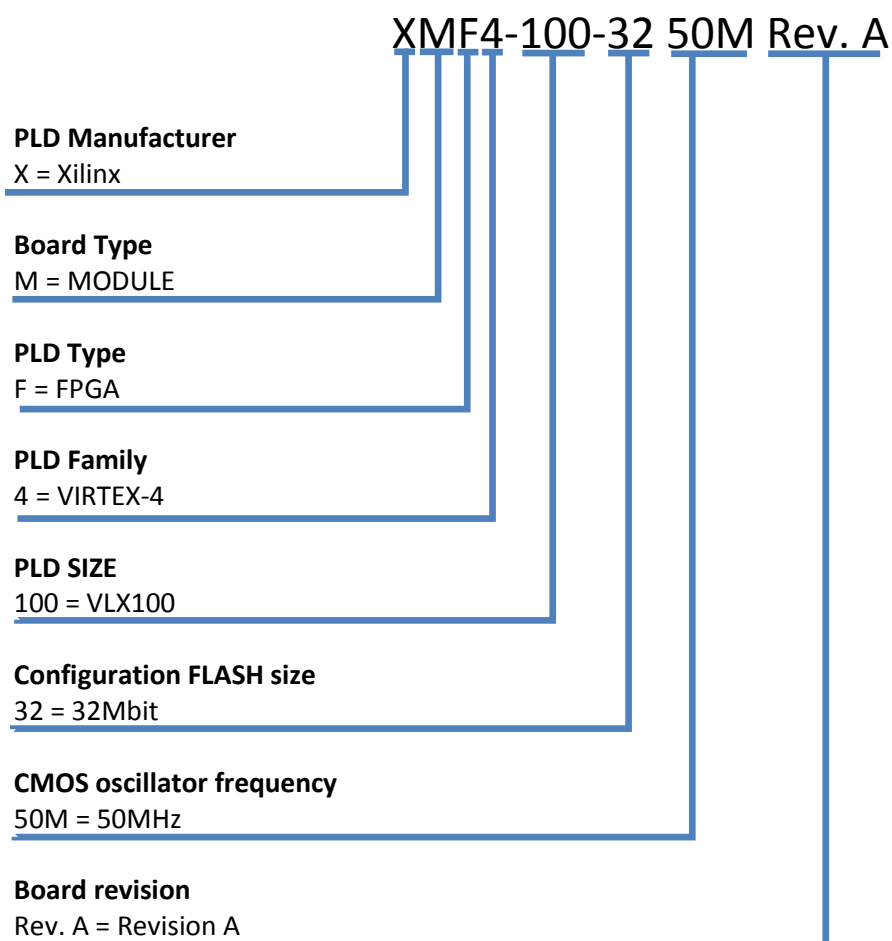 XMF4-100-32 50M Rev. A
PLD Manufacturer
X = Xilinx
Board Type
M = MODULE
PLD Type
F = FPGA
PLD Family
4 = VIRTEX-4
PLD SIZE
100 = VLX100
Configuration FLASH size
32 = 32Mbit
CMOS oscillator frequency
50M = 50MHz
Board revision
Rev. A = Revision A